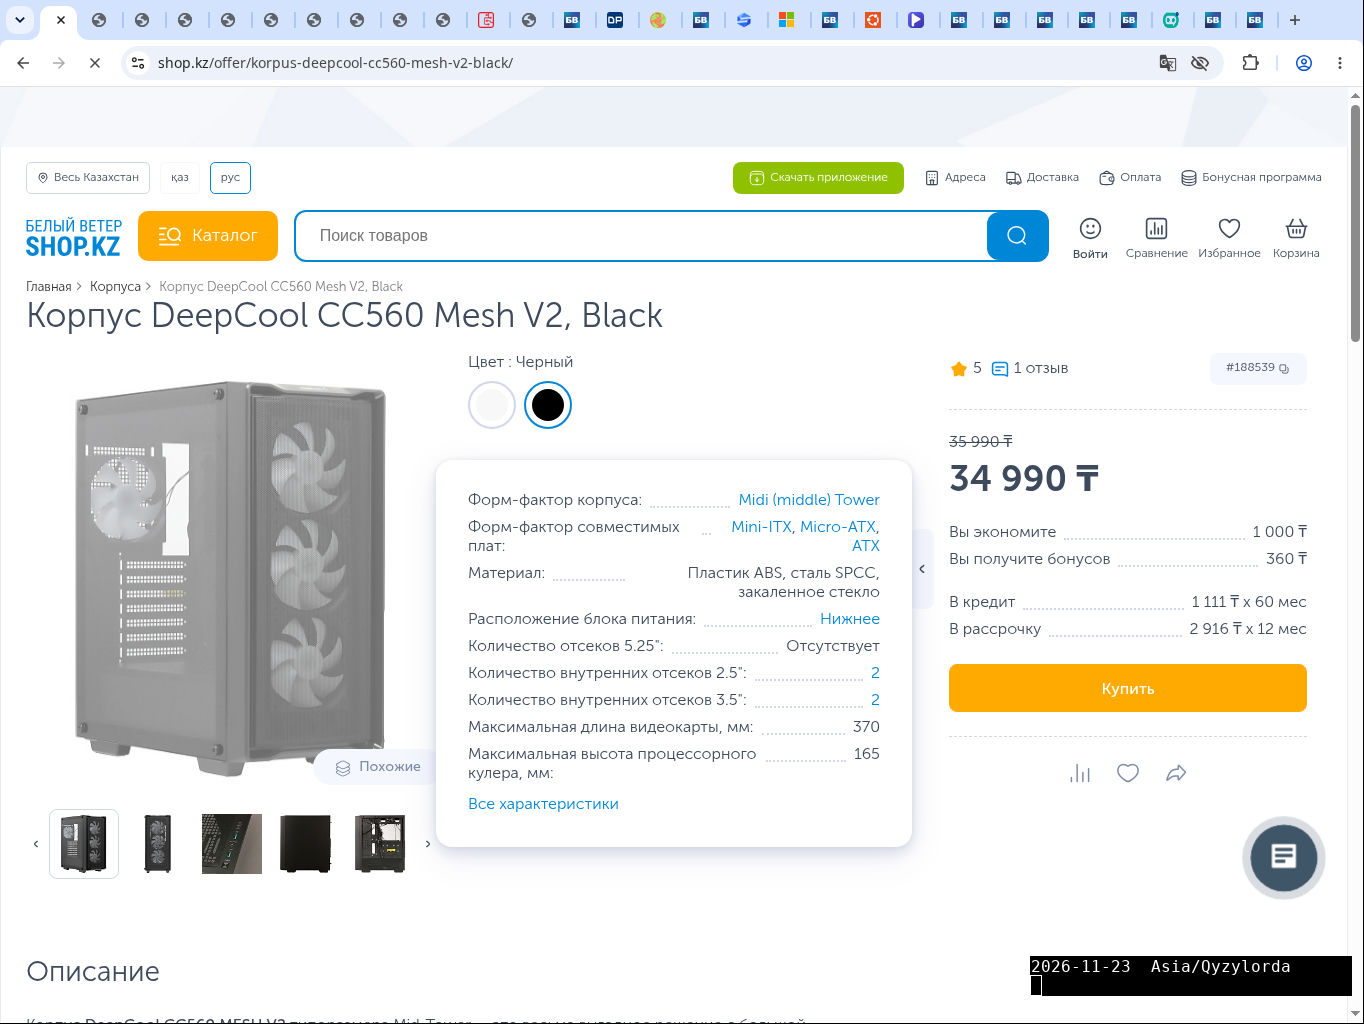 shop.kz/offer/korpus-deepcool-cc560-mesh-v2-black/
Весь Казахстан
қаз
рус
Скачать приложение
Адреса
Доставка
Оплата
Бонусная программа
БЕЛЫЙ ВЕТЕР
SHOP.KZ
Каталог
Поиск товаров
Войти
Сравнение
Избранное
Корзина
Главная
Корпуса
Корпус DeepCool CC560 Mesh V2, Black
Корпус DeepCool CC560 Mesh V2, Black
Цвет : Черный
5
1 отзыв
#188539
35 990 ₸
34 990 ₸
Форм-фактор корпуса: Midi (middle) Tower
Форм-фактор совместимых плат: Mini-ITX, Micro-ATX, ATX
Материал: Пластик ABS, сталь SPCC, закаленное стекло
Расположение блока питания: Нижнее
Количество отсеков 5.25": Отсутствует
Количество внутренних отсеков 2.5": 2
Количество внутренних отсеков 3.5": 2
Максимальная длина видеокарты, мм: 370
Максимальная высота процессорного кулера, мм: 165
Все характеристики
Вы экономите 1 000 ₸
Вы получите бонусов 360 ₸
В кредит 1 111 ₸ x 60 мес
В рассрочку 2 916 ₸ x 12 мес
Купить
Похожие
Описание
2026-11-23 Asia/Qyzylorda